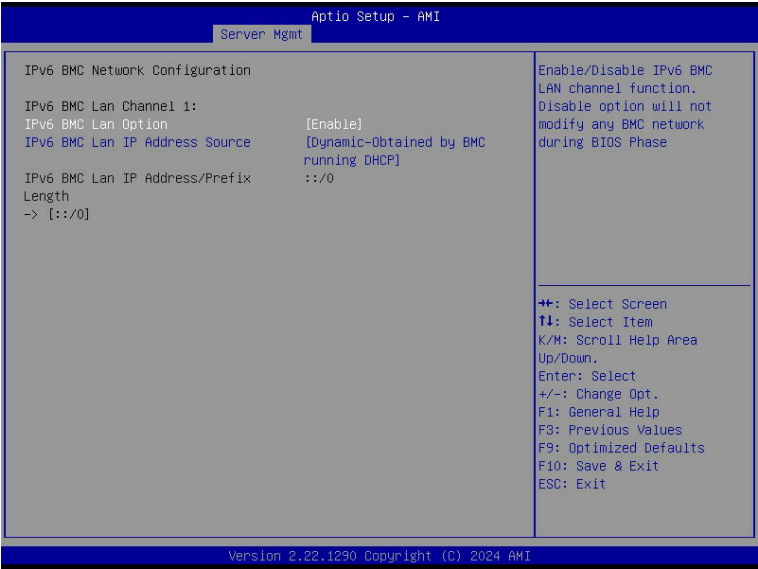 Aptio Setup – AMI
Server Mgmt
IPv6 BMC Network Configuration
IPv6 BMC Lan Channel 1:
IPv6 BMC Lan Option [Enable]
IPv6 BMC Lan IP Address Source [Dynamic-Obtained by BMC
running DHCP]
IPv6 BMC Lan IP Address/Prefix ::/0
Length
-> [::/0]
Enable/Disable IPv6 BMC
LAN channel function.
Disable option will not
modify any BMC network
during BIOS Phase
→←: Select Screen
↑↓: Select Item
K/M: Scroll Help Area
Up/Down.
Enter: Select
+/-: Change Opt.
F1: General Help
F3: Previous Values
F9: Optimized Defaults
F10: Save & Exit
ESC: Exit
Version 2.22.1290 Copyright (C) 2024 AMI